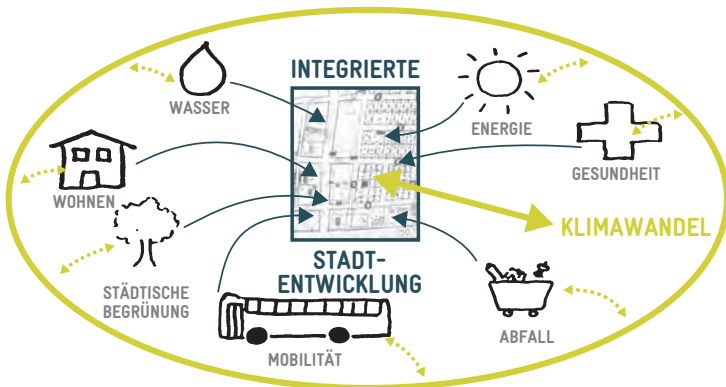 INTEGRIERTE
WASSER
ENERGIE
GESUNDHEIT
WOHNEN
KLIMAWANDEL
STADT-
ENTWICKLUNG
STÄDTISCHE
BEGRÜNUNG
ABFALL
MOBILITÄT